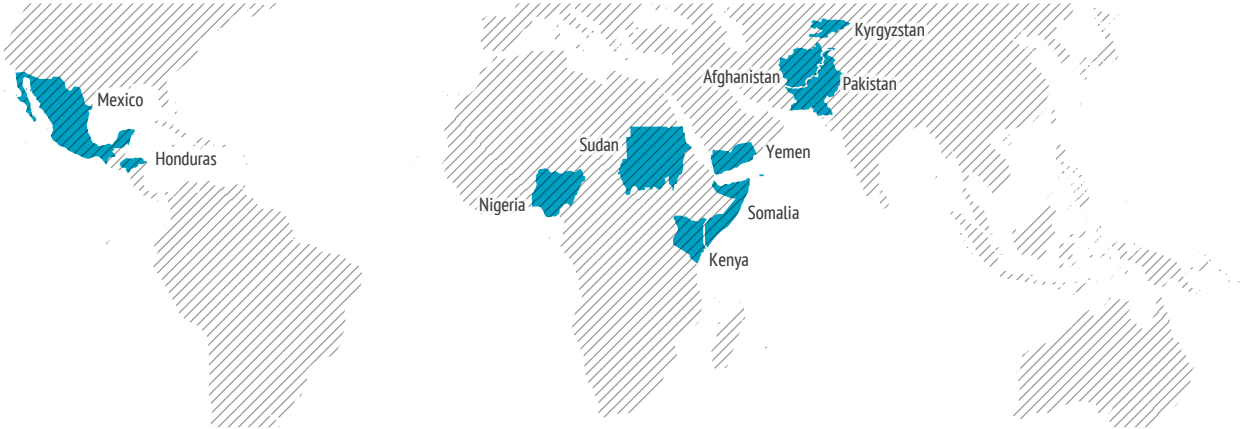 Kyrgyzstan
Afghanistan
Pakistan
Mexico
Sudan
Yemen
Honduras
Nigeria
Somalia
Kenya